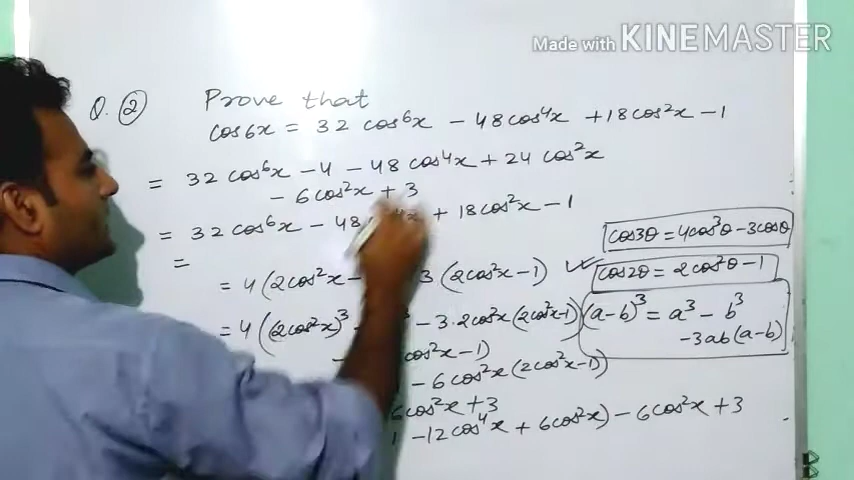 Made with KINEMASTER
Q. 2 Prove that
cos6x = 32 cos⁶x - 48cos⁴x + 18cos²x - 1
= 32 cos⁶x - 4 - 48 cos⁴x + 24 cos²x
- 6cos²x + 3
= 32 cos⁶x - 48 + 18cos²x - 1
=
= 4(2cos²x - 3(2cos²x-1)
= 4((2cos²x)³ - 3·2cos²x(2cos²x-1)
cos²x - 1)
- 6cos²x(2cos²x-1))
6cos²x + 3
1 - 12cos⁴x + 6cos²x) - 6cos²x + 3
cos3θ = 4cos³θ - 3cosθ
cos2θ = 2cos²θ - 1
(a-b)³ = a³ - b³
-3ab(a-b)